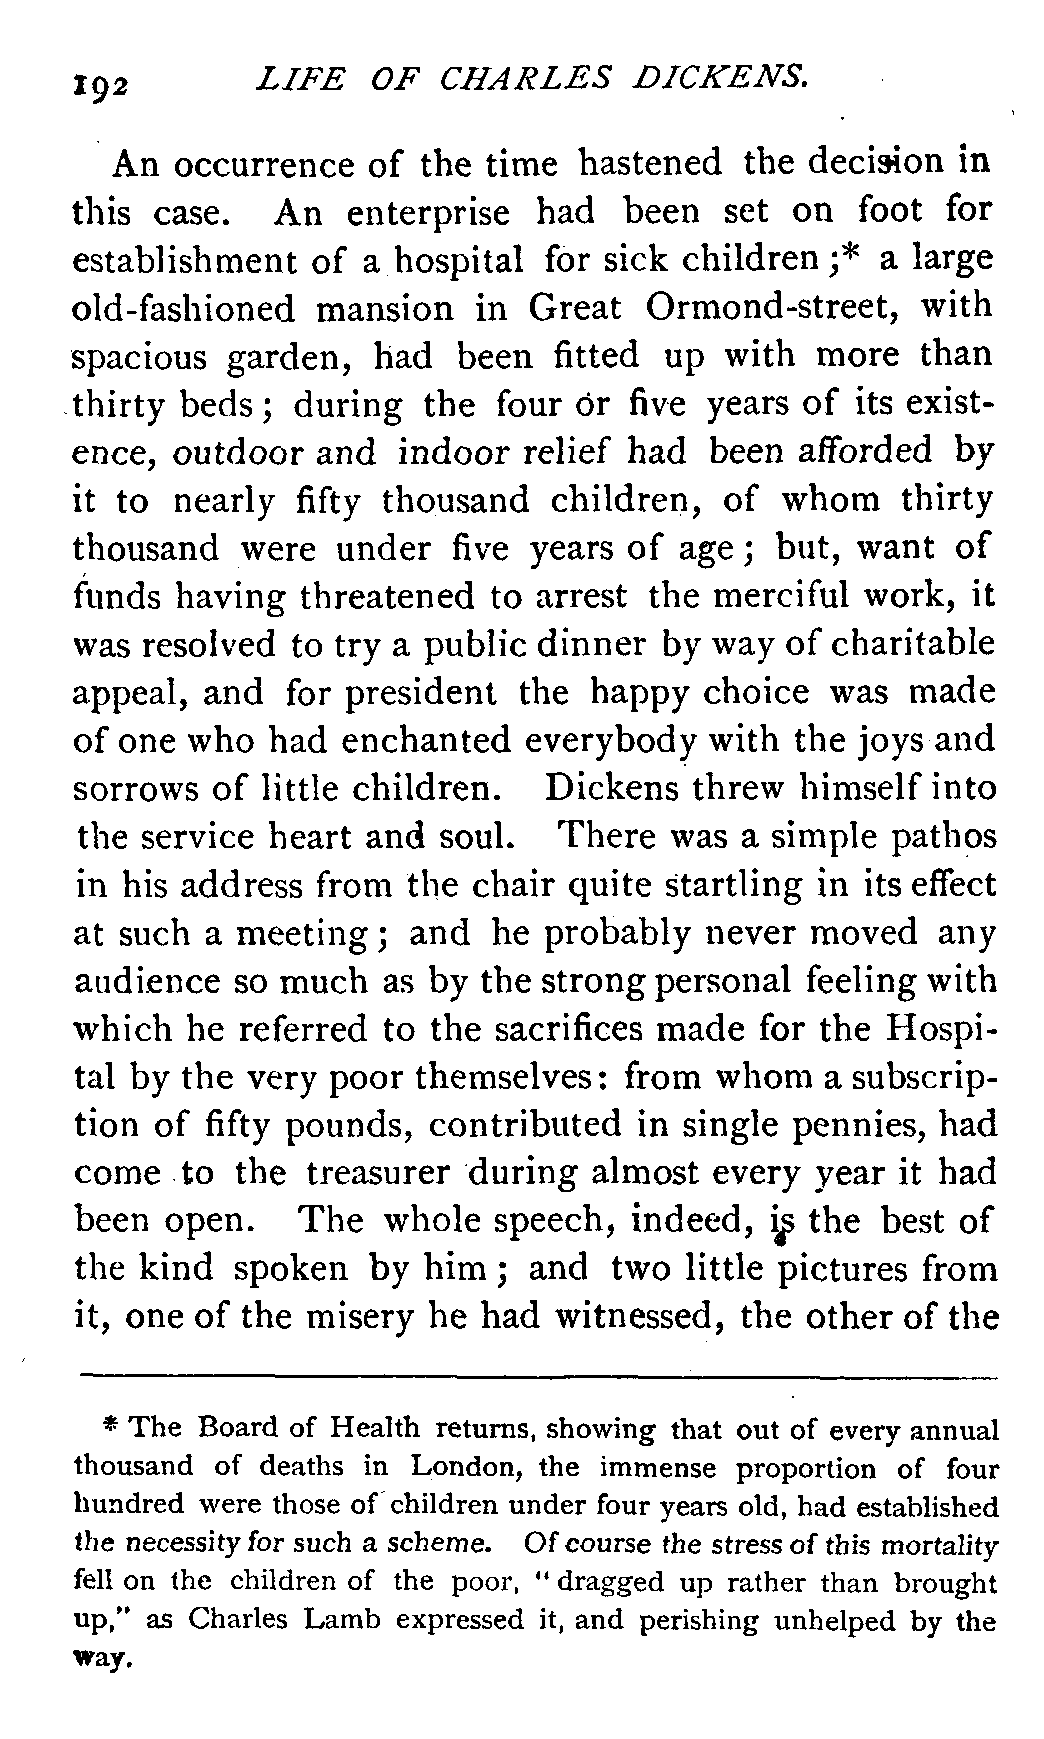 192 LIFE OF CHARLES DICKENS.
An occurrence of the time hastened the decision in
this case. An enterprise had been set on foot for
establishment of a hospital for sick children ;* a large
old-fashioned mansion in Great Ormond-street, with
spacious garden, had been fitted up with more than
thirty beds ; during the four or five years of its exist-
ence, outdoor and indoor relief had been afforded by
it to nearly fifty thousand children, of whom thirty
thousand were under five years of age ; but, want of
funds having threatened to arrest the merciful work, it
was resolved to try a public dinner by way of charitable
appeal, and for president the happy choice was made
of one who had enchanted everybody with the joys and
sorrows of little children. Dickens threw himself into
the service heart and soul. There was a simple pathos
in his address from the chair quite startling in its effect
at such a meeting ; and he probably never moved any
audience so much as by the strong personal feeling with
which he referred to the sacrifices made for the Hospi-
tal by the very poor themselves: from whom a subscrip-
tion of fifty pounds, contributed in single pennies, had
come to the treasurer during almost every year it had
been open. The whole speech, indeed, is the best of
the kind spoken by him ; and two little pictures from
it, one of the misery he had witnessed, the other of the
* The Board of Health returns, showing that out of every annual
thousand of deaths in London, the immense proportion of four
hundred were those of children under four years old, had established
the necessity for such a scheme. Of course the stress of this mortality
fell on the children of the poor, " dragged up rather than brought
up," as Charles Lamb expressed it, and perishing unhelped by the
way.